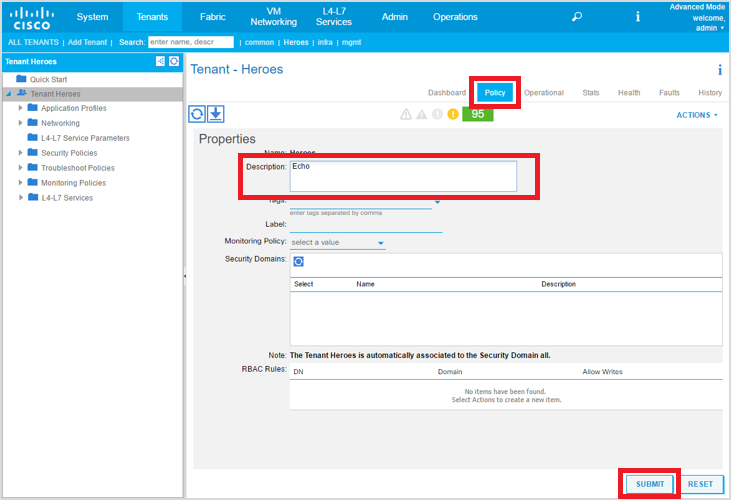 CISCO
System
Tenants
Fabric
VM
Networking
L4-L7
Services
Admin
Operations
i
Advanced Mode
welcome,
admin
ALL TENANTS | Add Tenant | Search: enter name, descr | common | Heroes | infra | mgmt
Tenant Heroes
Quick Start
Tenant Heroes
Application Profiles
Networking
L4-L7 Service Parameters
Security Policies
Troubleshoot Policies
Monitoring Policies
L4-L7 Services
Tenant - Heroes
i
Dashboard Policy Operational Stats Health Faults History
95
ACTIONS
Properties
Name: Heroes
Description: Echo
Tags:
enter tags separated by comma
Label:
Monitoring Policy: select a value
Security Domains:
Select Name Description
Note: The Tenant Heroes is automatically associated to the Security Domain all.
RBAC Rules:
DN Domain Allow Writes
No items have been found.
Select Actions to create a new item.
SUBMIT RESET